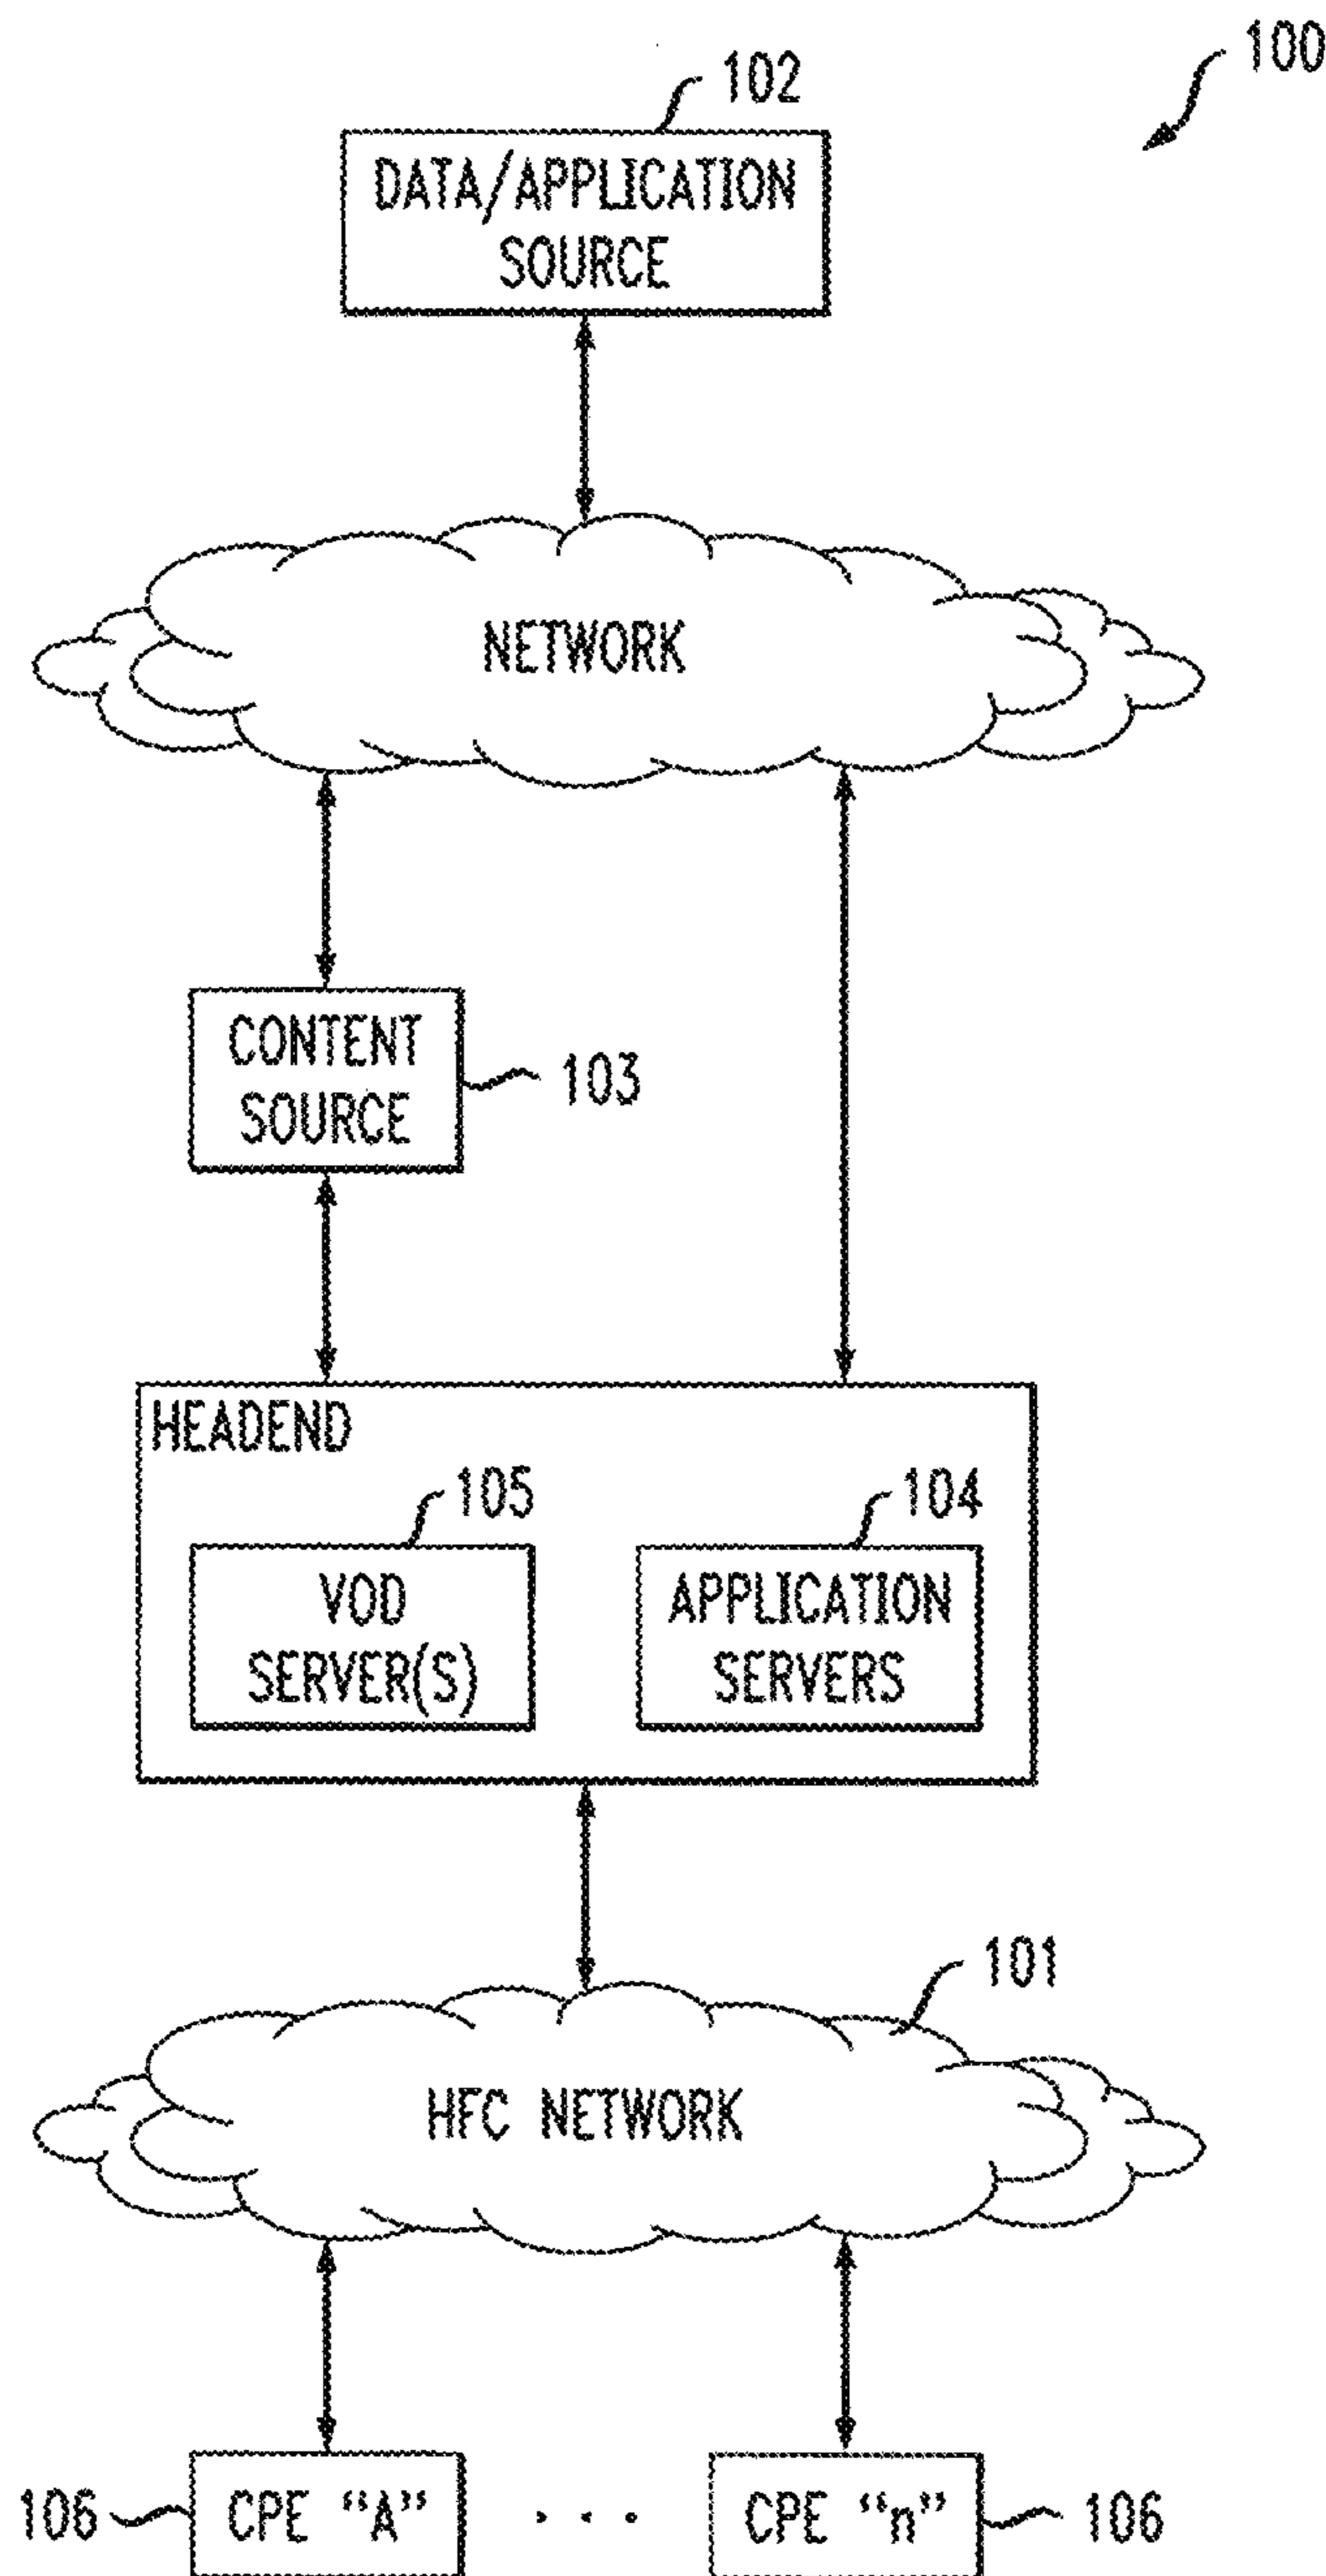 100
102
DATA/APPLICATION
SOURCE
NETWORK
CONTENT
SOURCE
103
HEADEND
105
104
VOD
SERVER(S)
APPLICATION
SERVERS
101
HFC NETWORK
106
CPE “A”
. . .
CPE “n”
106